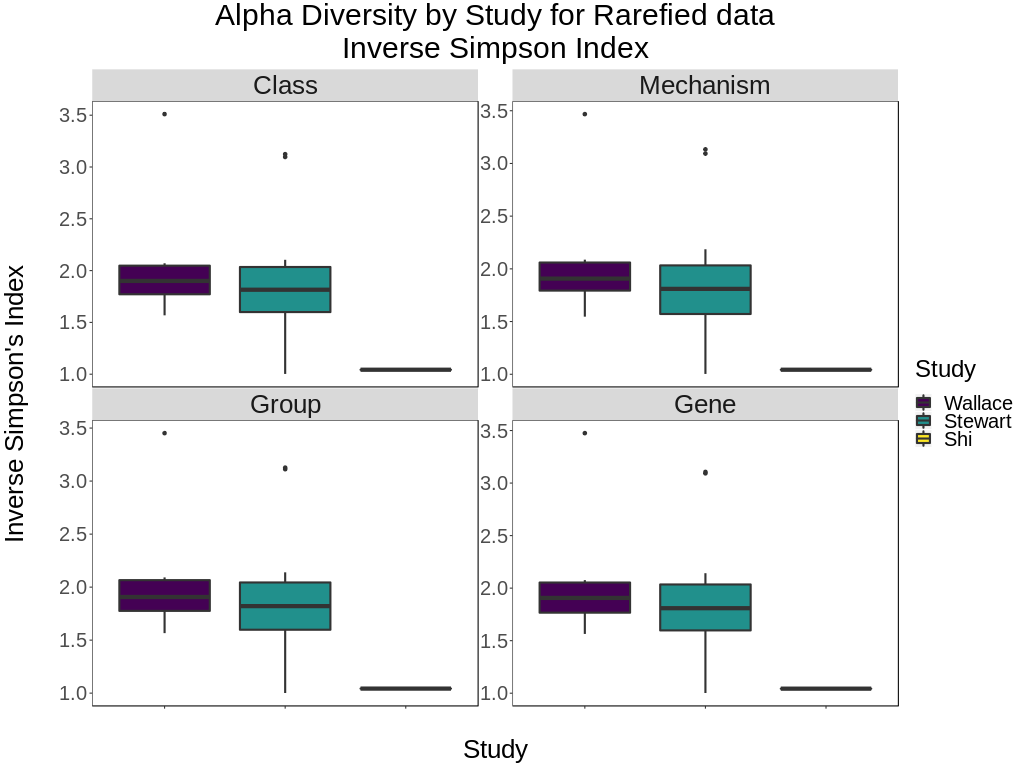 Alpha Diversity by Study for Rarefied data
Inverse Simpson Index
Class
Mechanism
3.5
3.0
2.5
2.0
1.5
1.0
3.5
3.0
2.5
2.0
1.5
1.0
Group
Gene
3.5
3.0
2.5
2.0
1.5
1.0
3.5
3.0
2.5
2.0
1.5
1.0
Inverse Simpson's Index
Study
Study
Wallace
Stewart
Shi